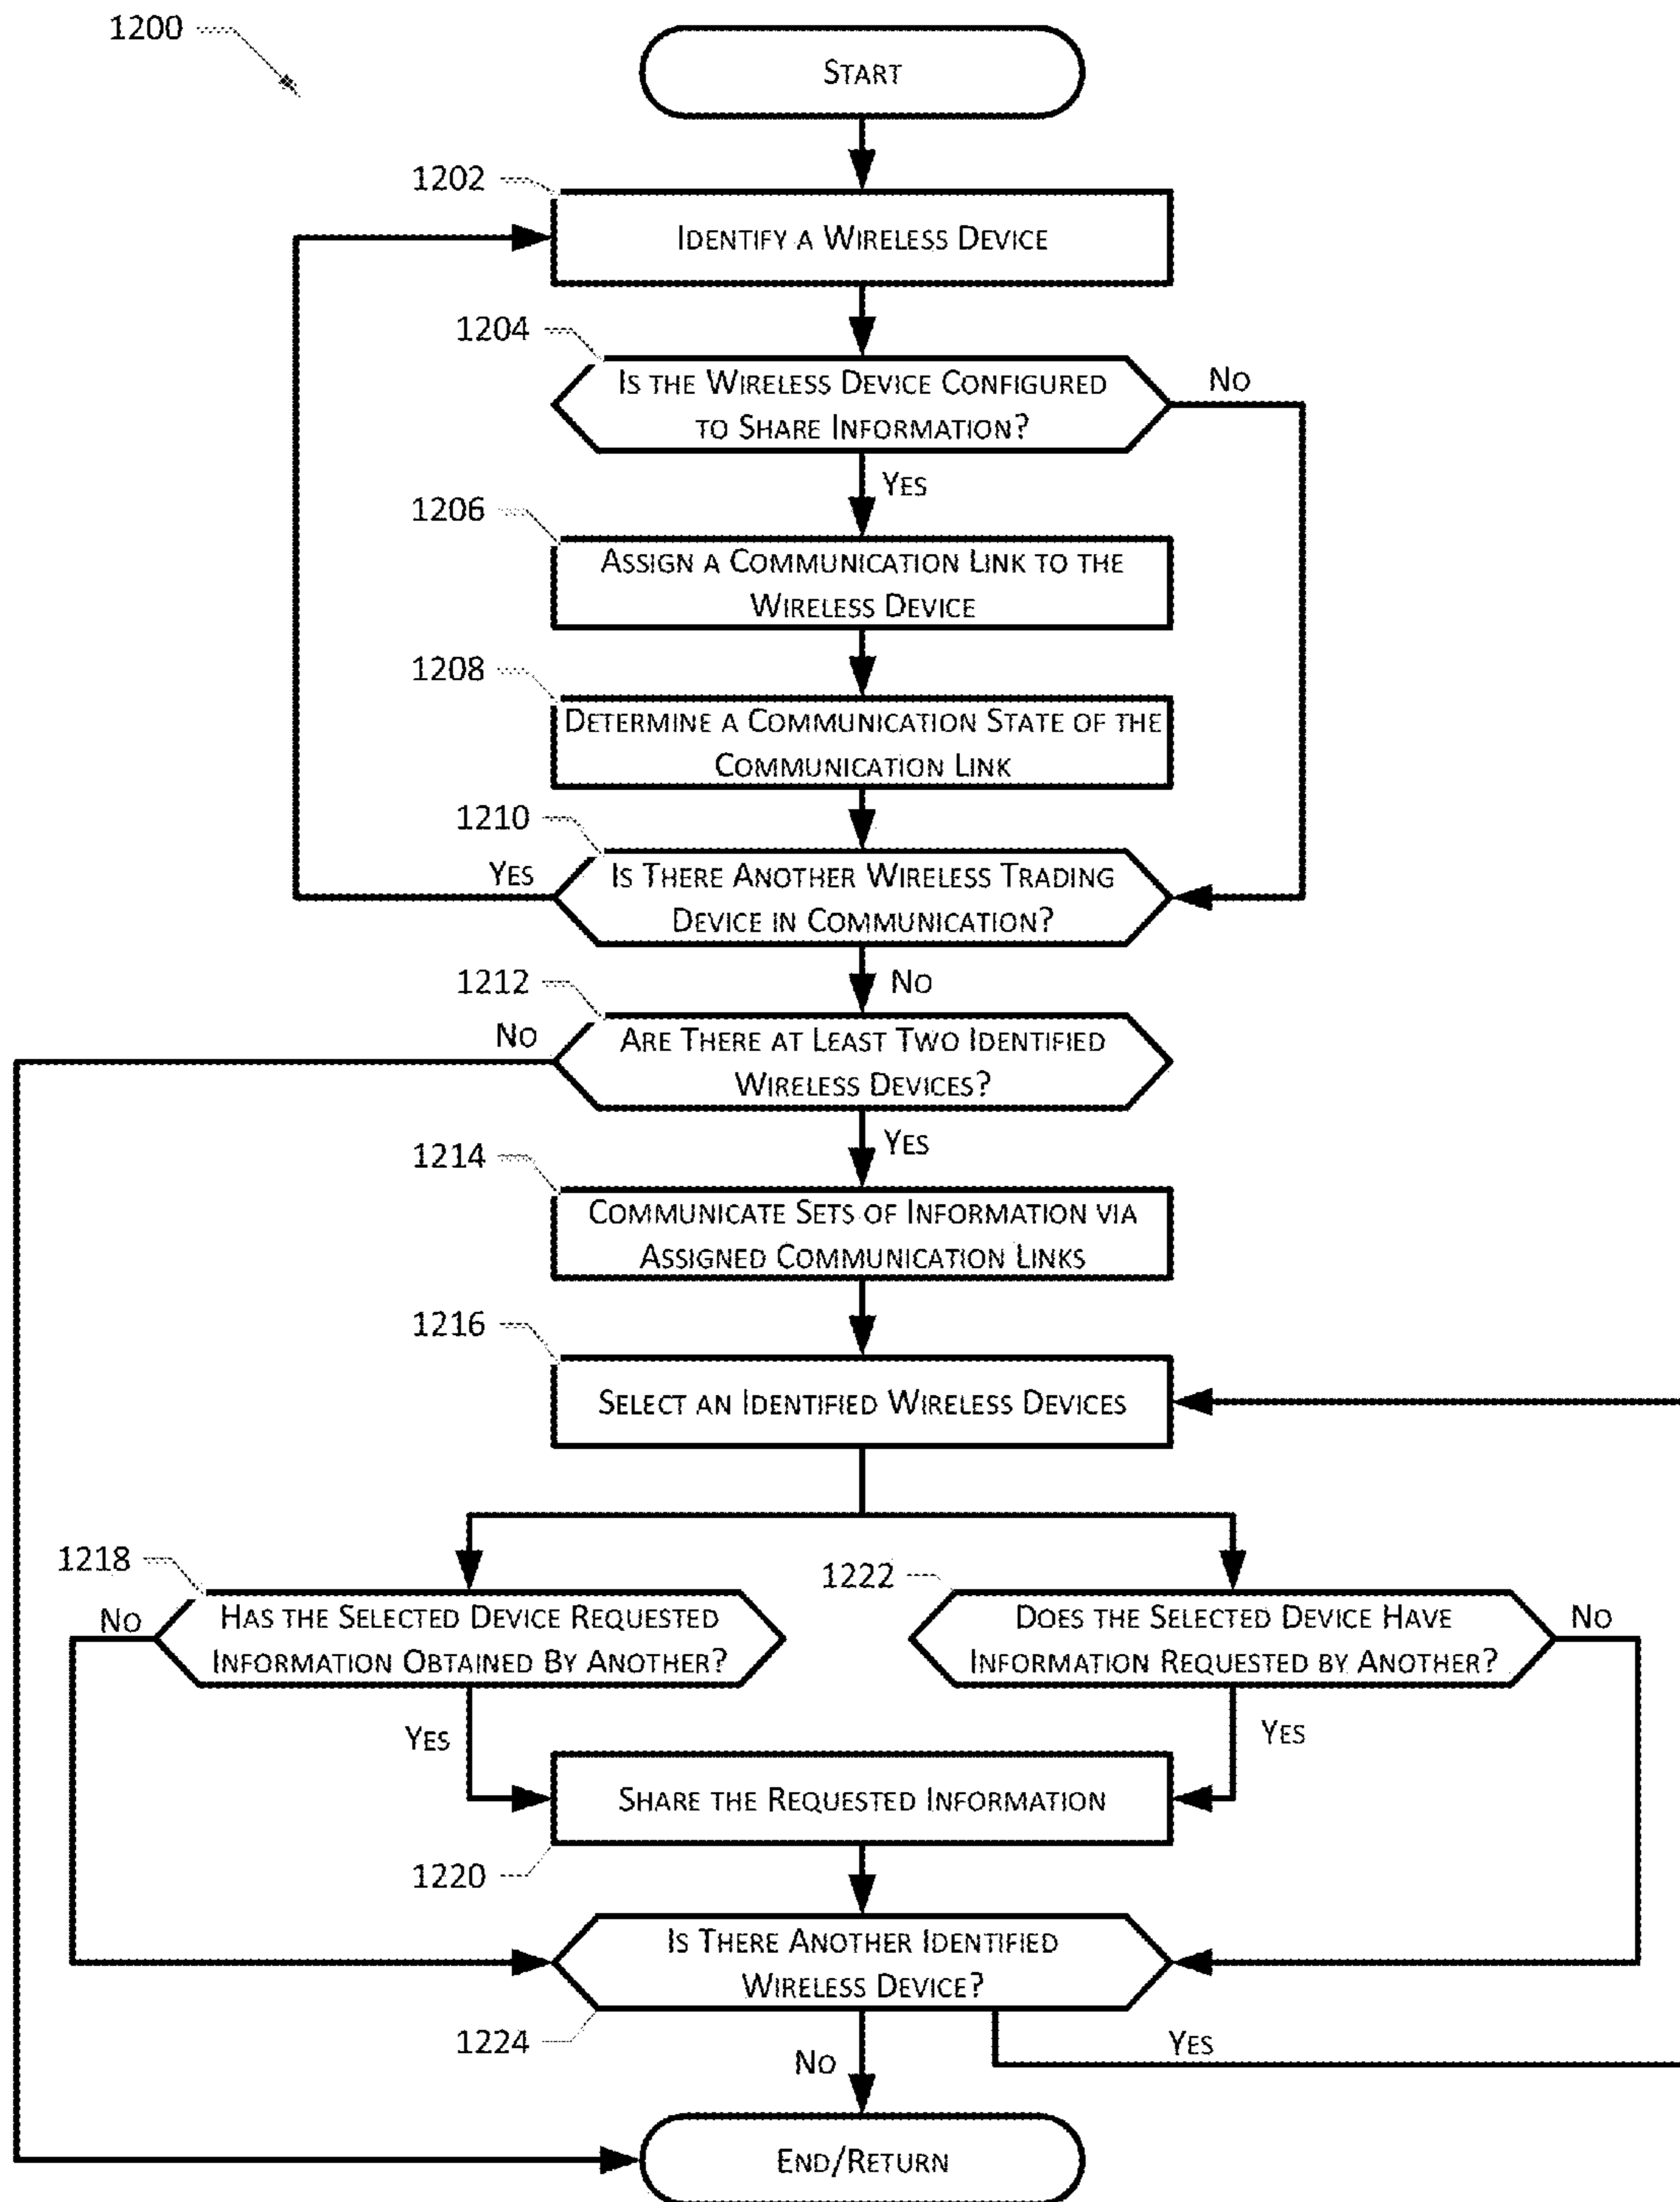 1200
START
1202
IDENTIFY A WIRELESS DEVICE
1204
IS THE WIRELESS DEVICE CONFIGURED
TO SHARE INFORMATION?
NO
YES
1206
ASSIGN A COMMUNICATION LINK TO THE
WIRELESS DEVICE
1208
DETERMINE A COMMUNICATION STATE OF THE
COMMUNICATION LINK
1210
YES
IS THERE ANOTHER WIRELESS TRADING
DEVICE IN COMMUNICATION?
NO
1212
NO
ARE THERE AT LEAST TWO IDENTIFIED
WIRELESS DEVICES?
YES
1214
COMMUNICATE SETS OF INFORMATION VIA
ASSIGNED COMMUNICATION LINKS
1216
SELECT AN IDENTIFIED WIRELESS DEVICES
1218
NO
HAS THE SELECTED DEVICE REQUESTED
INFORMATION OBTAINED BY ANOTHER?
YES
1222
DOES THE SELECTED DEVICE HAVE
INFORMATION REQUESTED BY ANOTHER?
NO
YES
SHARE THE REQUESTED INFORMATION
1220
IS THERE ANOTHER IDENTIFIED
WIRELESS DEVICE?
1224
NO
YES
END/RETURN